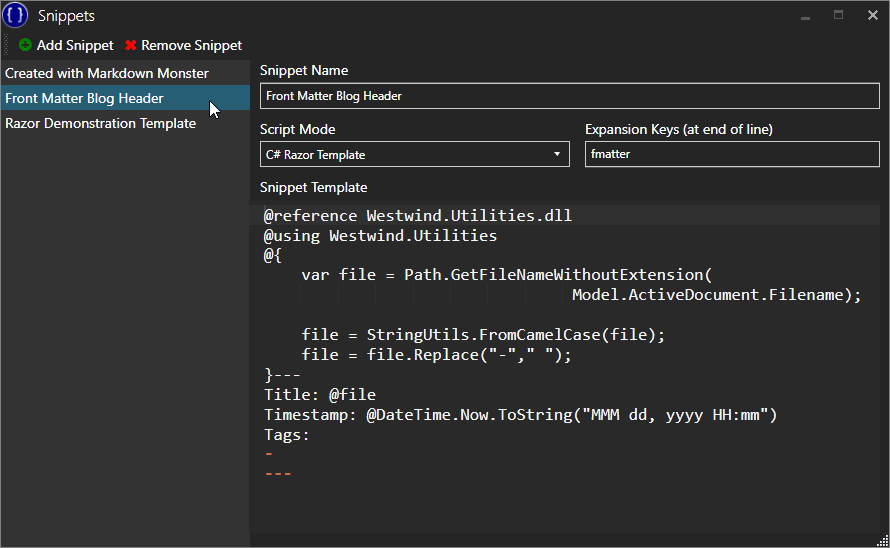 { } Snippets
Add Snippet Remove Snippet
Created with Markdown Monster
Front Matter Blog Header
Razor Demonstration Template
Snippet Name
Front Matter Blog Header
Script Mode
Expansion Keys (at end of line)
C# Razor Template
fmatter
Snippet Template
@reference Westwind.Utilities.dll
@using Westwind.Utilities
@{
    var file = Path.GetFileNameWithoutExtension(
                                 Model.ActiveDocument.Filename);
    file = StringUtils.FromCamelCase(file);
    file = file.Replace("-"," ");
}---
Title: @file
Timestamp: @DateTime.Now.ToString("MMM dd, yyyy HH:mm")
Tags:
-
---